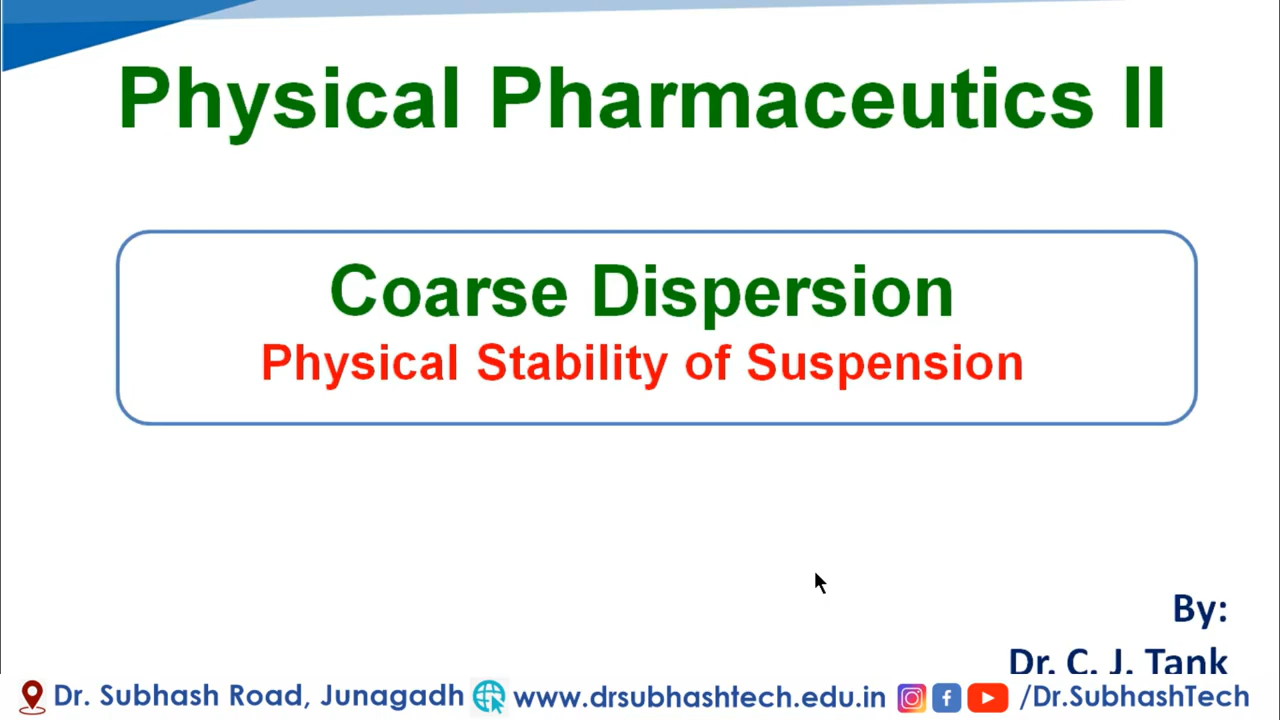 Physical Pharmaceutics II
Coarse Dispersion
Physical Stability of Suspension
By:
Dr. C. J. Tank
Dr. Subhash Road, Junagadh www.drsubhashtech.edu.in /Dr.SubhashTech